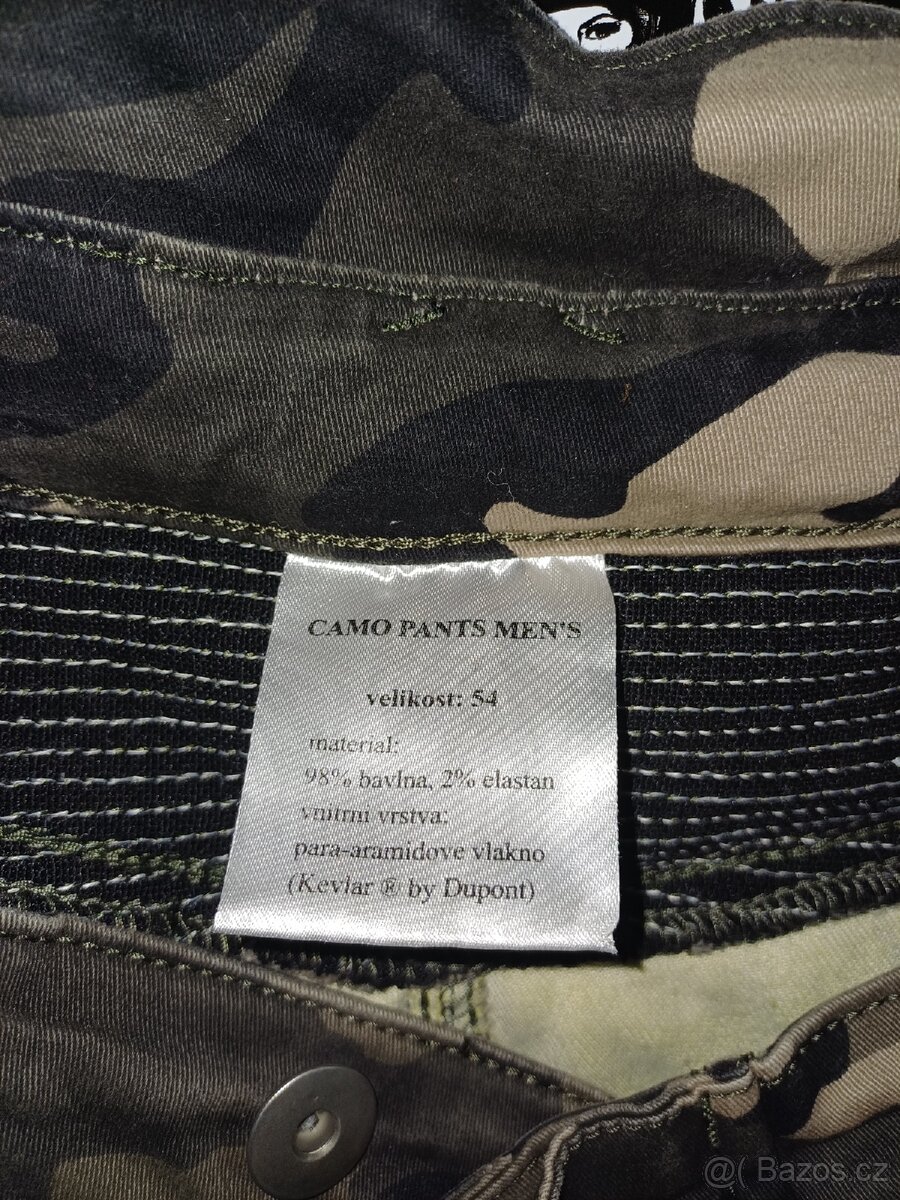 CAMO PANTS MEN'S
velikost: 54
material:
98% bavlna, 2% elastan
vnitrni vrstva:
para-aramidove vlakno
(Kevlar ® by Dupont)
@( Bazos.cz